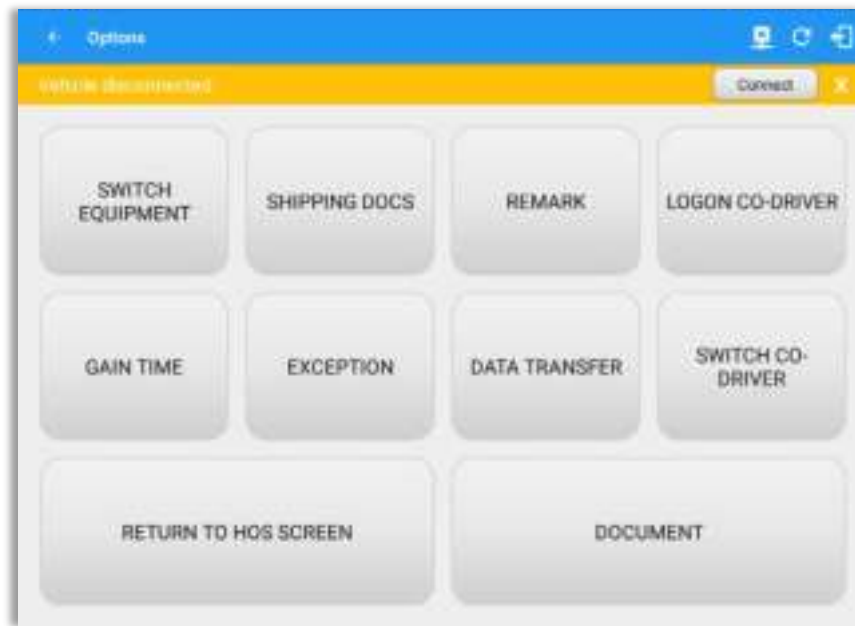 Options
Vehicle disconnected
Connect
X
SWITCH
EQUIPMENT
SHIPPING DOCS
REMARK
LOGON CO-DRIVER
GAIN TIME
EXCEPTION
DATA TRANSFER
SWITCH CO-
DRIVER
RETURN TO HOS SCREEN
DOCUMENT